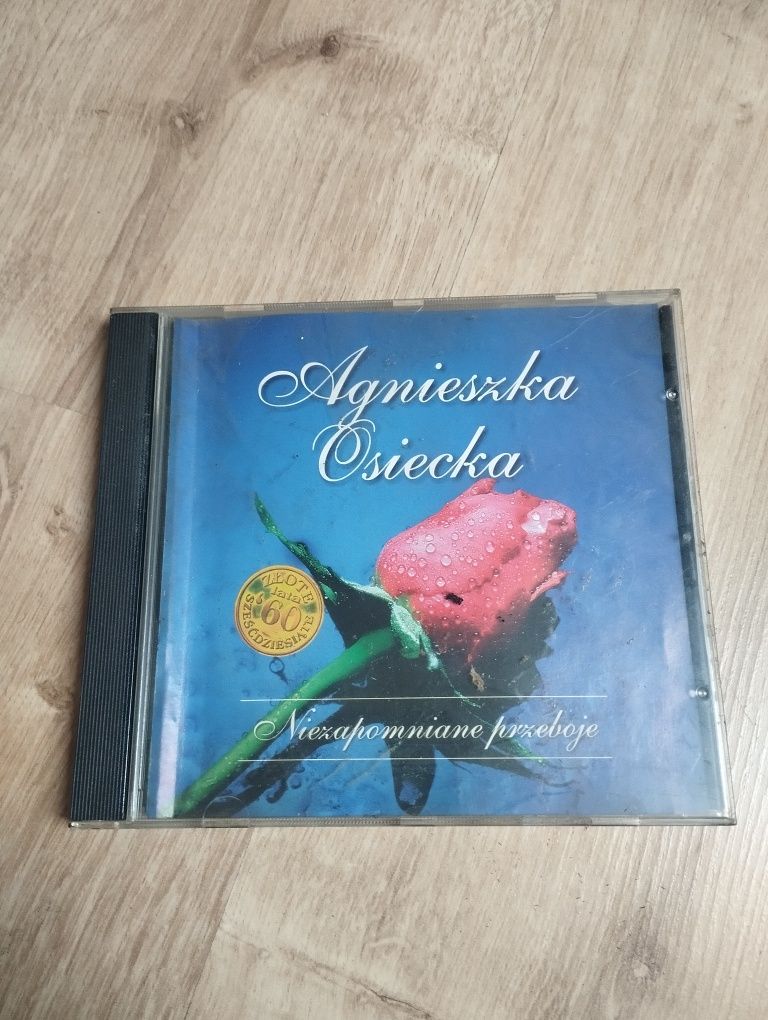 Agnieszka
Osiecka
ZŁOTE
lata
60
SZEŚĆDZIESIĄTE
Niezapomniane przeboje